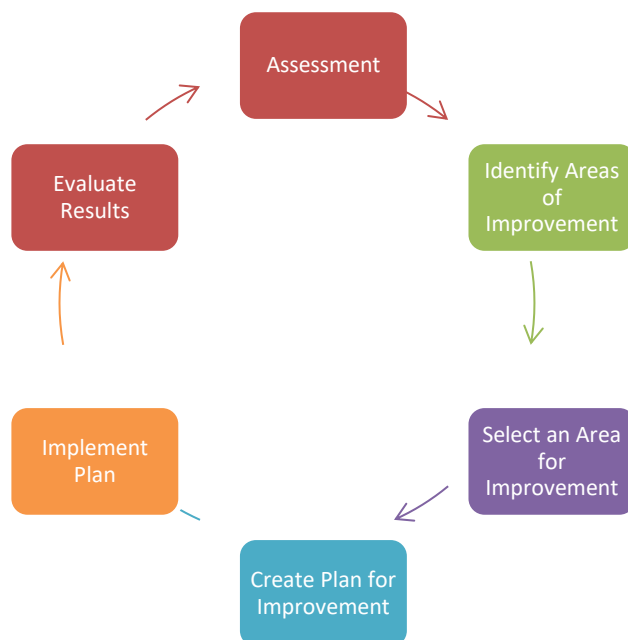 Assessment
Identify Areas
of
Improvement
Select an Area
for
Improvement
Create Plan for
Improvement
Implement
Plan
Evaluate
Results